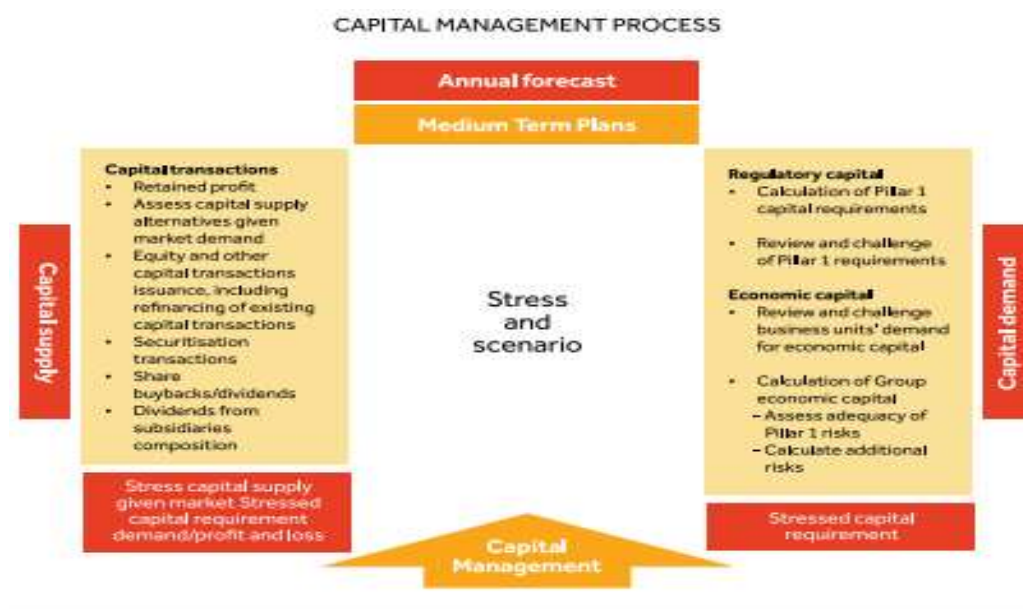 CAPITAL MANAGEMENT PROCESS
Annual forecast
Medium Term Plans
Capital supply
Capital transactions
• Retained profit
• Assess capital supply
alternatives given
market demand
• Equity and other
capital transactions
issuance, including
refinancing of existing
capital transactions
• Securitisation
transactions
• Share
buybacks/dividends
• Dividends from
subsidiaries
composition
Stress capital supply
given market Stressed
capital requirement
demand/profit and loss
Stress
and
scenario
Capital
Management
Regulatory capital
• Calculation of Pillar 1
capital requirements
• Review and challenge
of Pillar 1 requirements
Economic capital
• Review and challenge
business units' demand
for economic capital
• Calculation of Group
economic capital
– Assess adequacy of
Pillar 1 risks
– Calculate additional
risks
Stressed capital
requirement
Capital demand